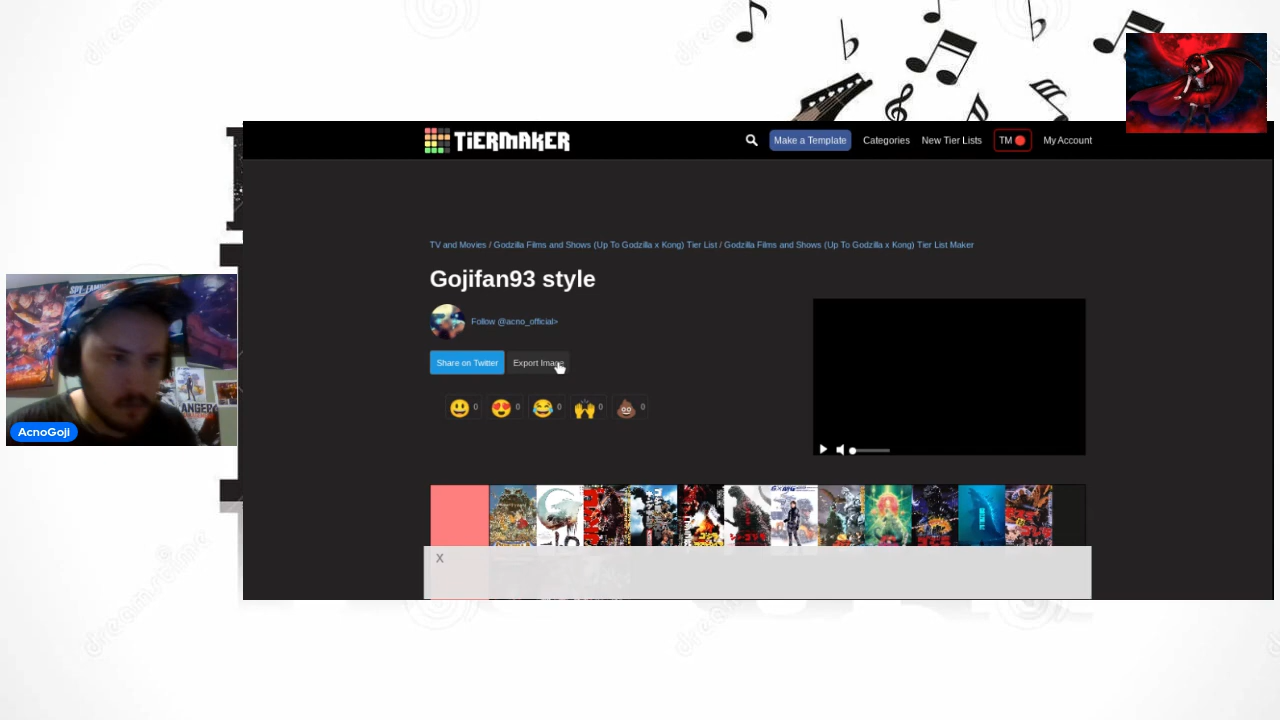 TiERMAKER
Make a Template
Categories
New Tier Lists
TM
My Account
TV and Movies / Godzilla Films and Shows (Up To Godzilla x Kong) Tier List / Godzilla Films and Shows (Up To Godzilla x Kong) Tier List Maker
Gojifan93 style
Follow @acno_official>
Share on Twitter
Export Image
0 0 0 0 0
X
AcnoGoji